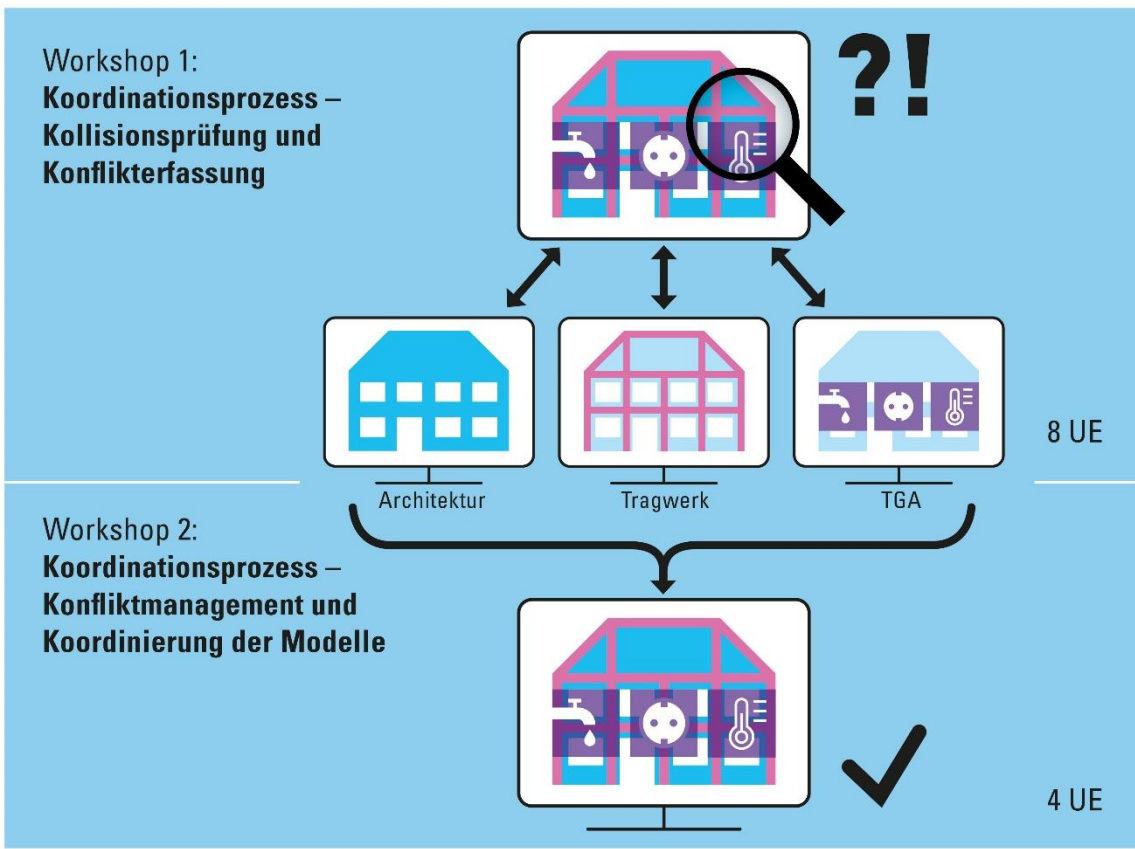 Workshop 1:
Koordinationsprozess –
Kollisionsprüfung und
Konflikterfassung
?!
8 UE
Architektur
Tragwerk
TGA
Workshop 2:
Koordinationsprozess –
Konfliktmanagement und
Koordinierung der Modelle
4 UE